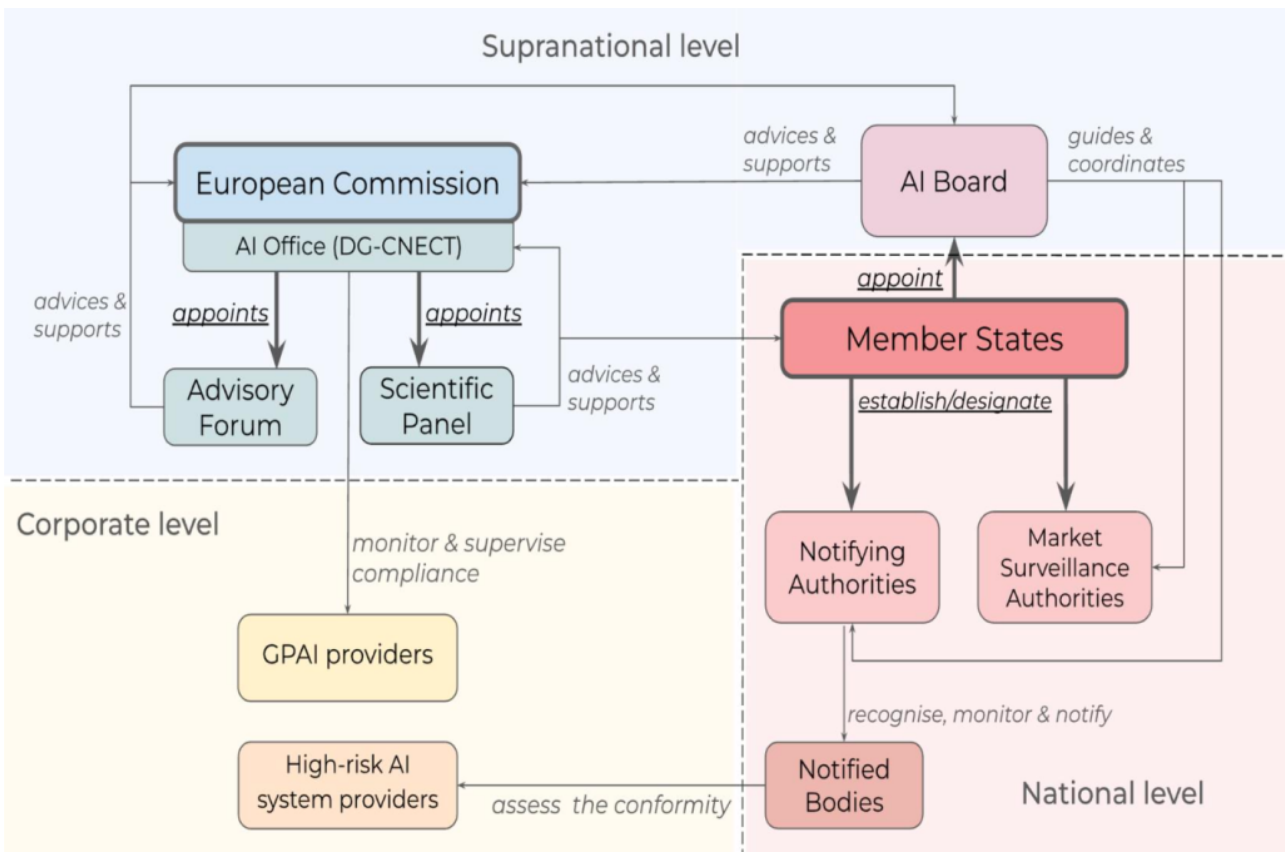 Supranational level
advices &
supports
guides &
coordinates
European Commission
AI Board
AI Office (DG-CNECT)
advices &
supports
appoints
appoints
appoint
Member States
Advisory
Forum
Scientific
Panel
advices &
supports
establish/designate
Corporate level
monitor & supervise
compliance
Notifying
Authorities
Market
Surveillance
Authorities
GPAI providers
recognise, monitor & notify
High-risk AI
system providers
assess the conformity
Notified
Bodies
National level